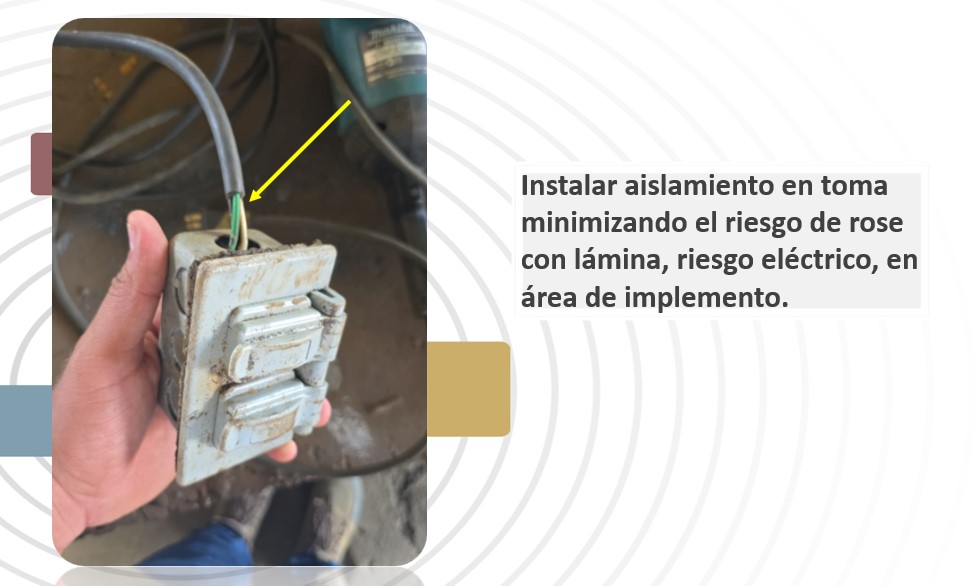 Instalar aislamiento en toma
minimizando el riesgo de rose
con lámina, riesgo eléctrico, en
área de implemento.